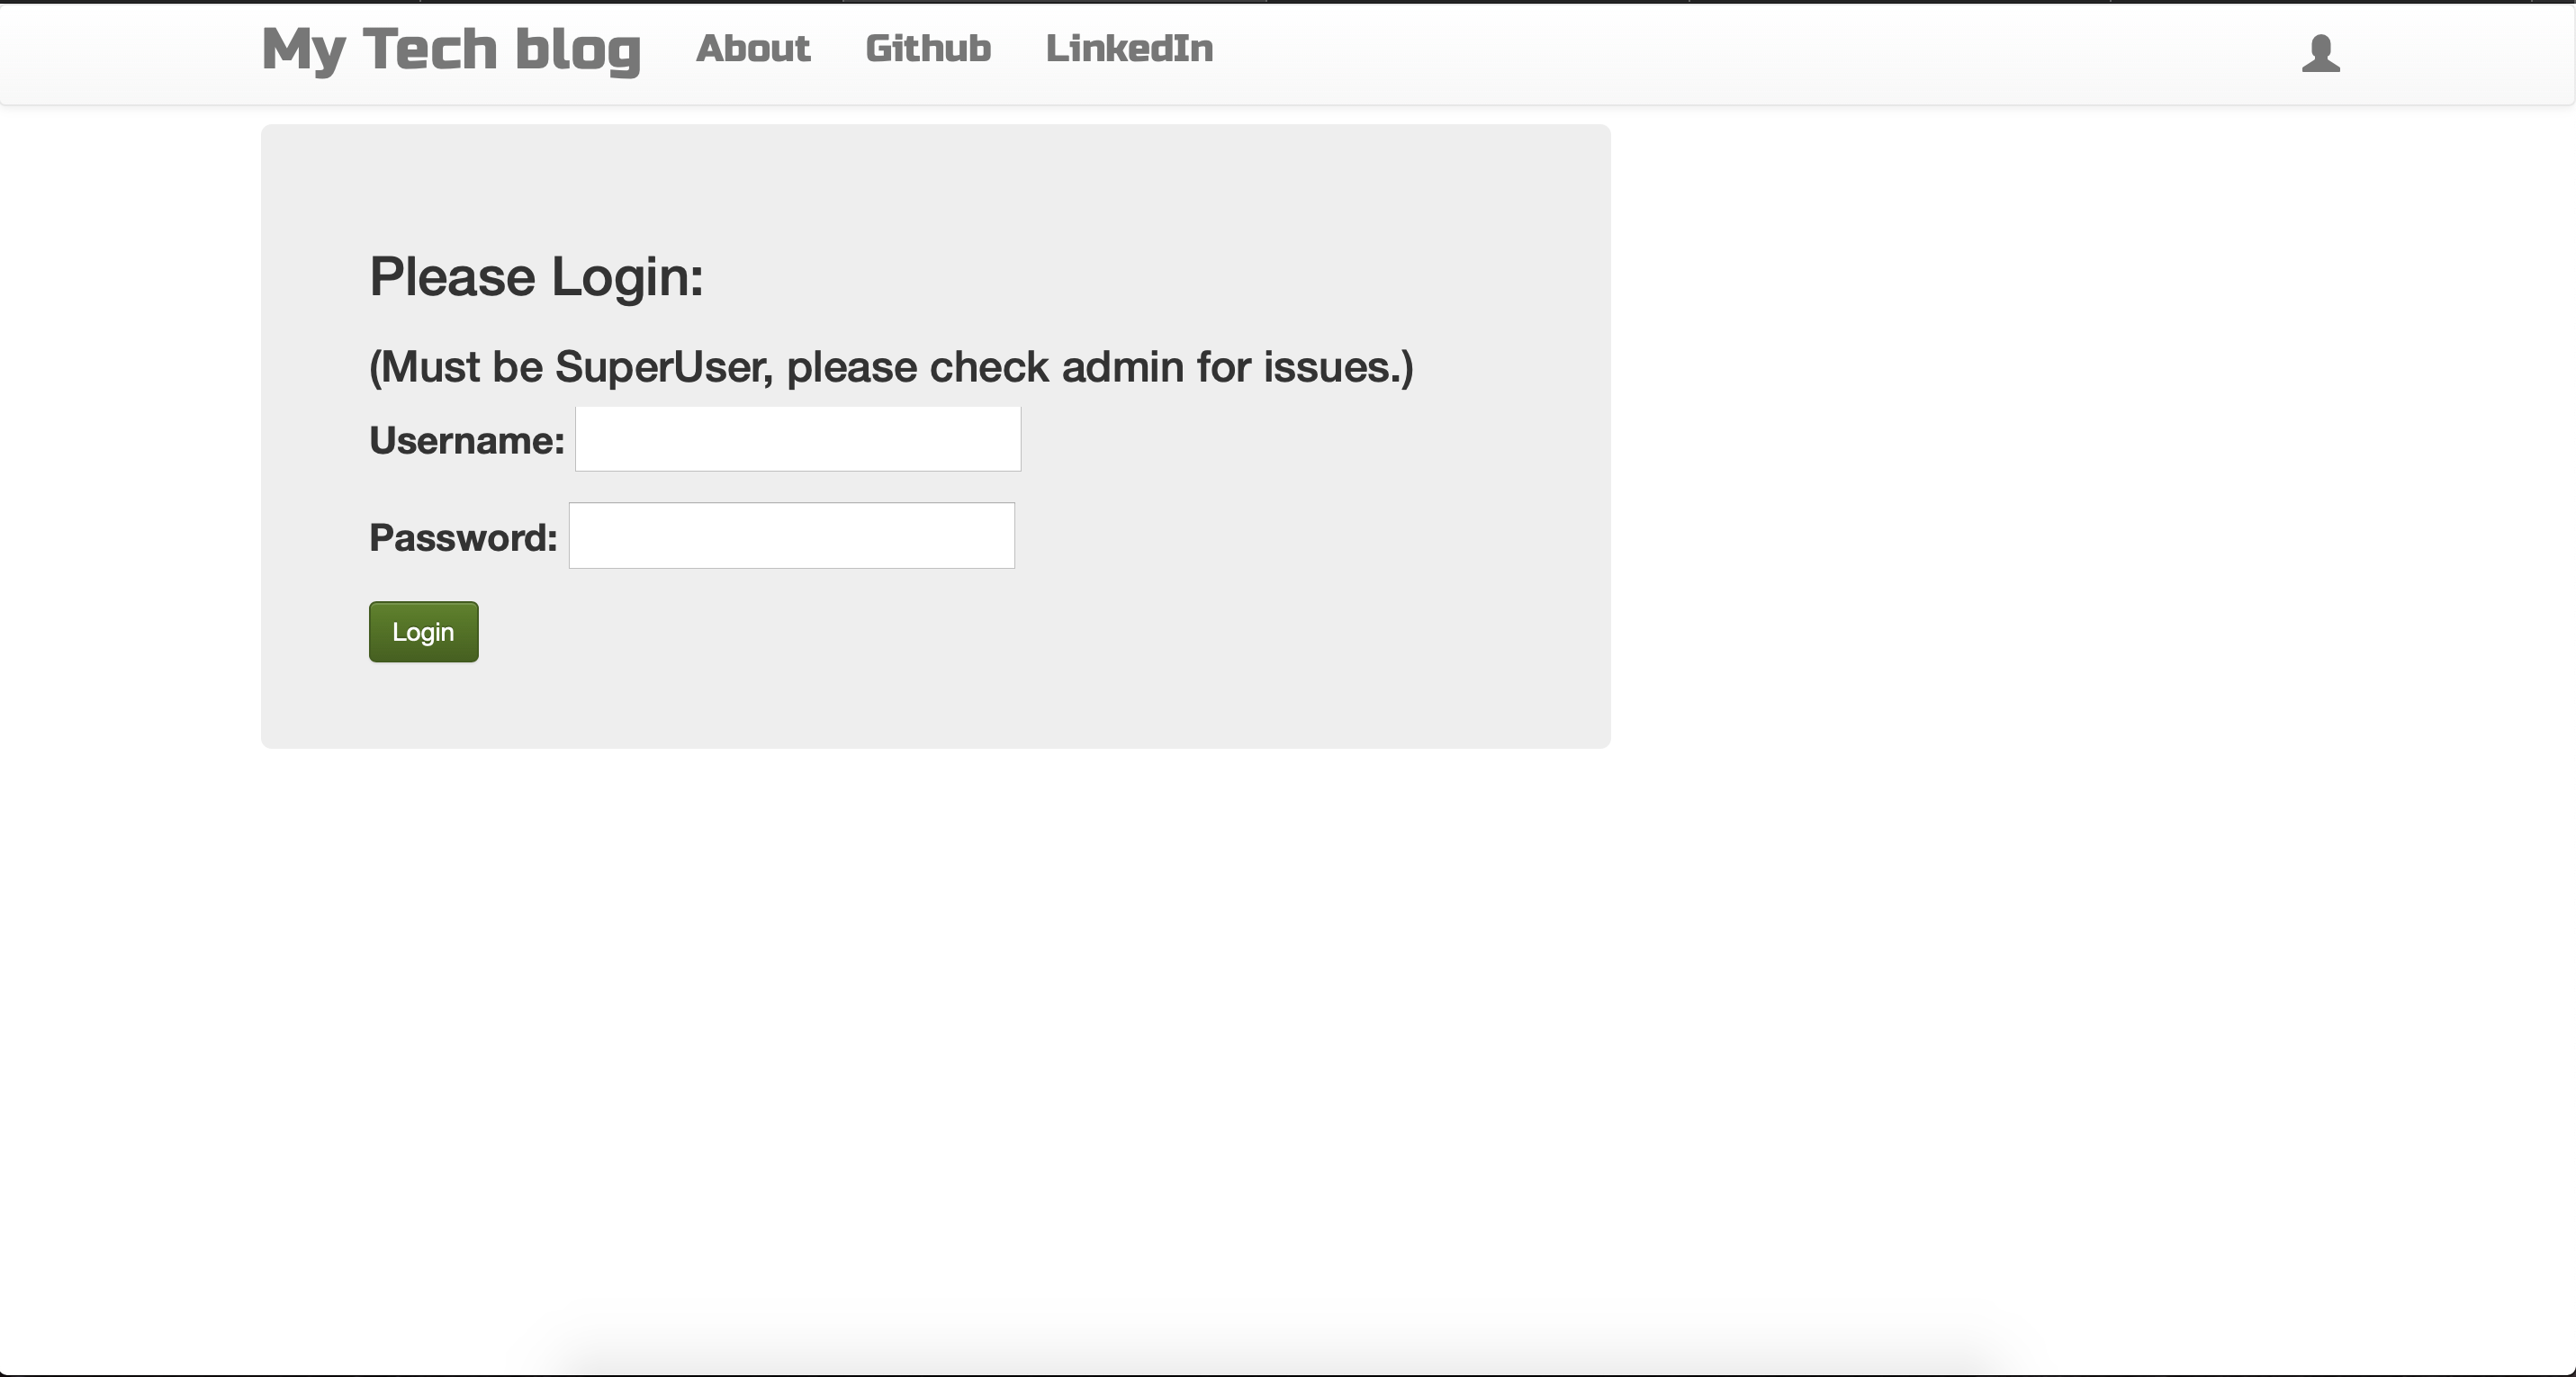 My Tech blog About Github LinkedIn
Please Login:
(Must be SuperUser, please check admin for issues.)
Username:
Password:
Login